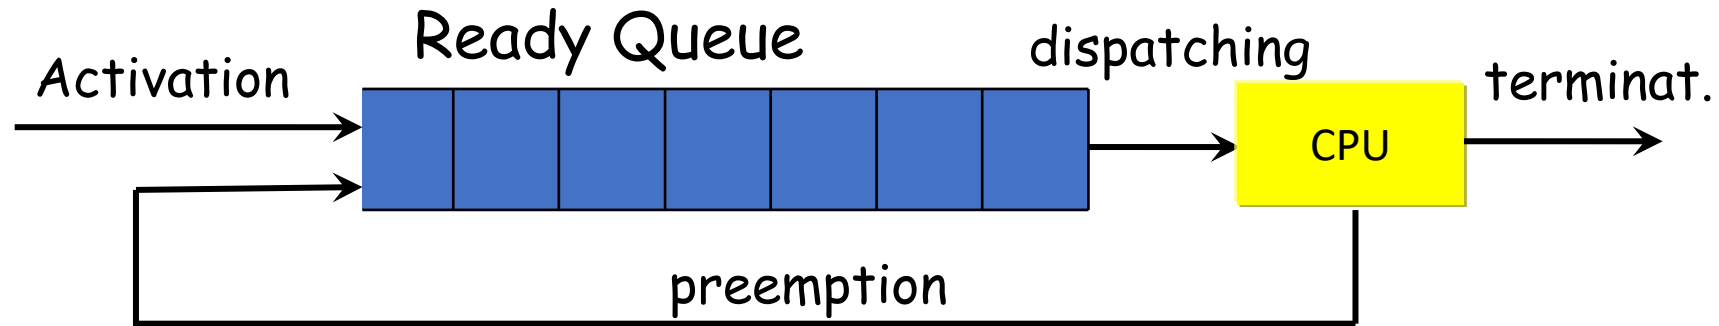 Ready Queue
Activation
dispatching
terminat.
CPU
preemption